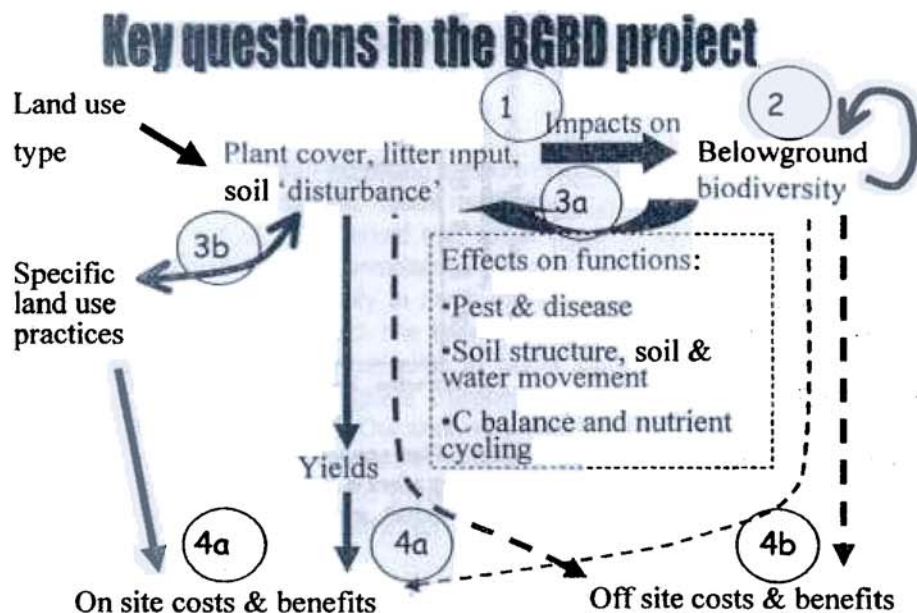 Key questions in the BGBD project
Land use
type
1
Impacts on
2
Plant cover, litter input,
soil 'disturbance'
Belowground
biodiversity
3a
3b
Specific
land use
practices
Effects on functions:
•Pest & disease
•Soil structure, soil &
water movement
•C balance and nutrient
cycling
Yields
4a
4a
4b
On site costs & benefits
Off site costs & benefits